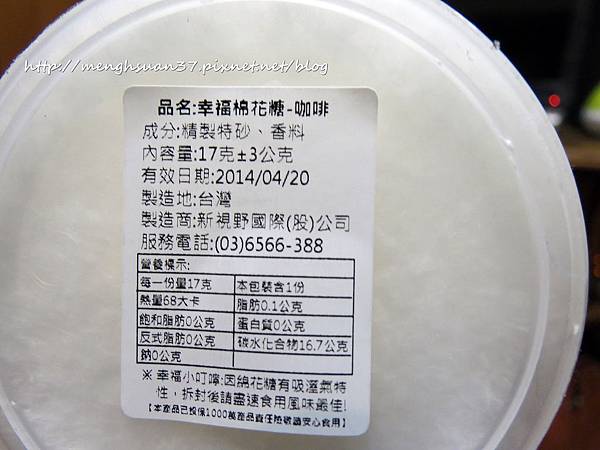 http://menghsuan37.pixnet.net/blog
品名:幸福棉花糖-咖啡
成分:精製特砂、香料
內容量:17克±3公克
有效日期:2014/04/20
製造地:台灣
製造商:新視野國際(股)公司
服務電話:(03)6566-388
營養標示:
每一份量17克 本包裝含1份
熱量68大卡 脂肪0.1公克
飽和脂肪0公克 蛋白質0公克
反式脂肪0公克 碳水化合物16.7公克
鈉0公克
※ 幸福小叮嚀:因綿花糖有吸溼氣特
性，拆封後請盡速食用風味最佳!
【本產品已投保1000萬產品責任險敬請安心食用】